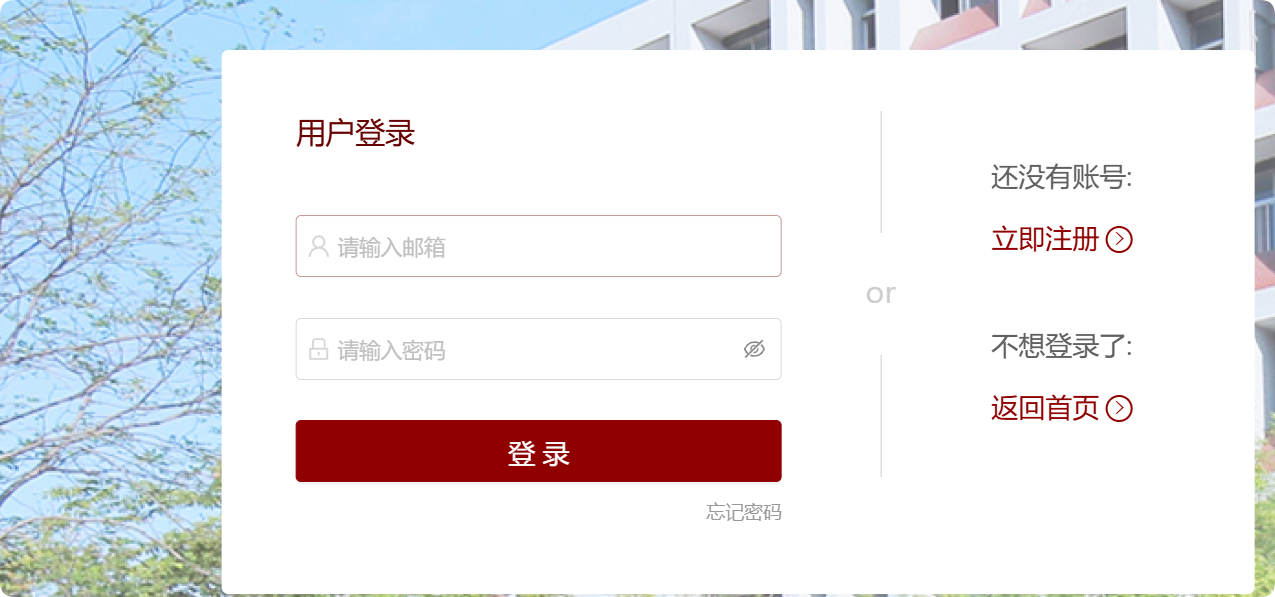 用户登录
请输入邮箱
请输入密码
登录
忘记密码
or
还没有账号:
立即注册
不想登录了:
返回首页